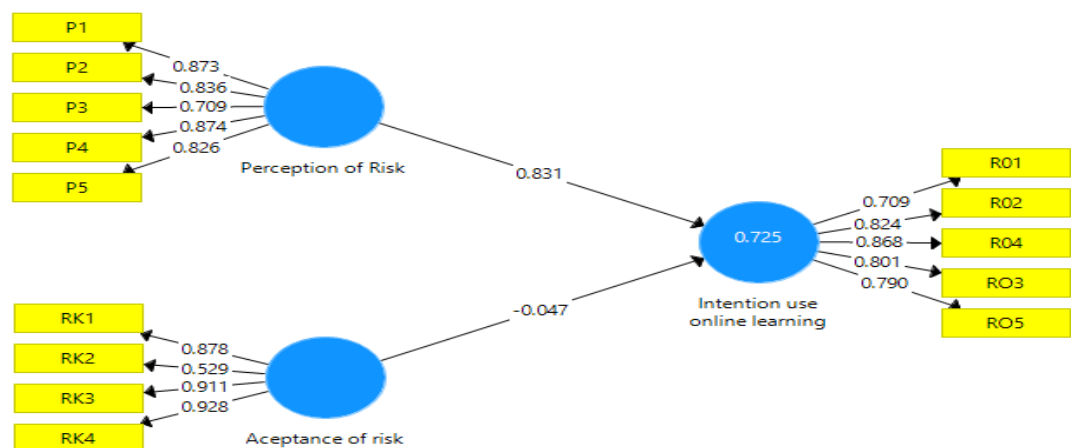 P1
P2
P3
P4
P5
0.873
0.836
0.709
0.874
0.826
Perception of Risk
0.831
RK1
RK2
RK3
RK4
0.878
0.529
0.911
0.928
Aceptance of risk
-0.047
0.725
Intention use
online learning
0.709
0.824
0.868
0.801
0.790
R01
R02
R04
RO3
RO5